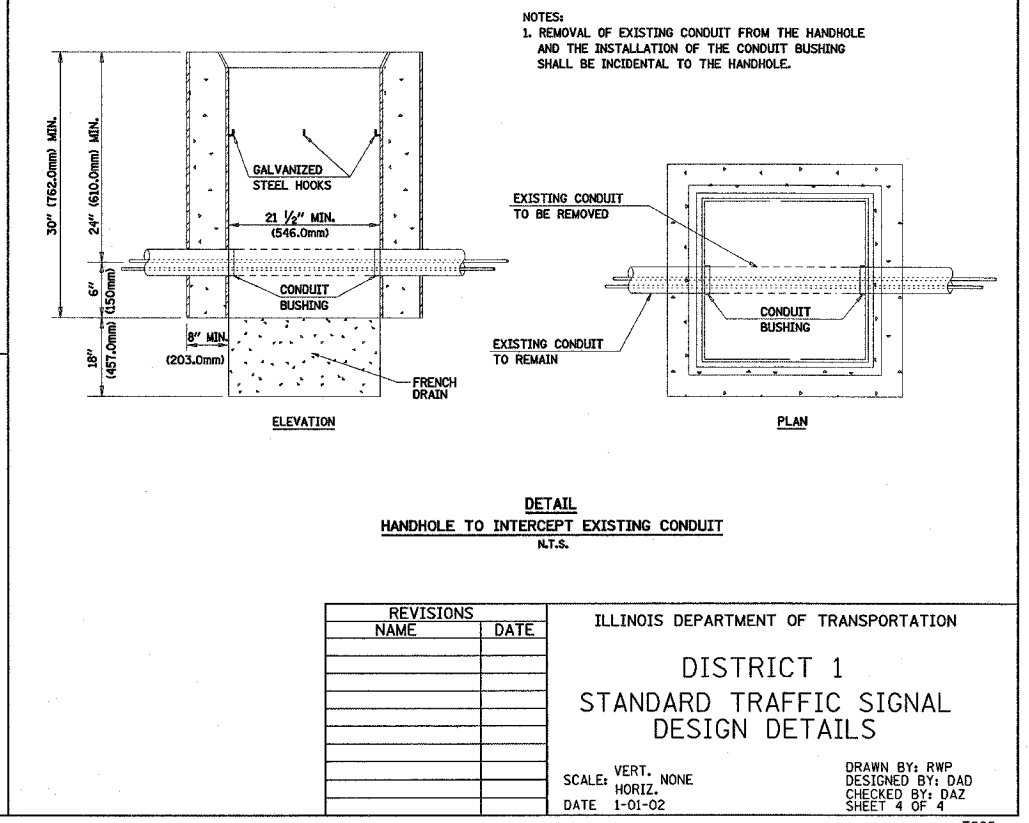 NOTES:
1. REMOVAL OF EXISTING CONDUIT FROM THE HANDHOLE
AND THE INSTALLATION OF THE CONDUIT BUSHING
SHALL BE INCIDENTAL TO THE HANDHOLE.
30" (762.0mm) MIN.
24" (610.0mm) MIN.
6"
(150mm)
18"
(457.0mm)
GALVANIZED
STEEL HOOKS
21 1/2" MIN.
(546.0mm)
CONDUIT
BUSHING
8" MIN.
(203.0mm)
FRENCH
DRAIN
ELEVATION
EXISTING CONDUIT
TO BE REMOVED
CONDUIT
BUSHING
EXISTING CONDUIT
TO REMAIN
PLAN
DETAIL
HANDHOLE TO INTERCEPT EXISTING CONDUIT
N.T.S.
REVISIONS
NAME DATE
ILLINOIS DEPARTMENT OF TRANSPORTATION
DISTRICT 1
STANDARD TRAFFIC SIGNAL
DESIGN DETAILS
SCALE: VERT. NONE
HORIZ.
DATE 1-01-02
DRAWN BY: RWP
DESIGNED BY: DAD
CHECKED BY: DAZ
SHEET 4 OF 4